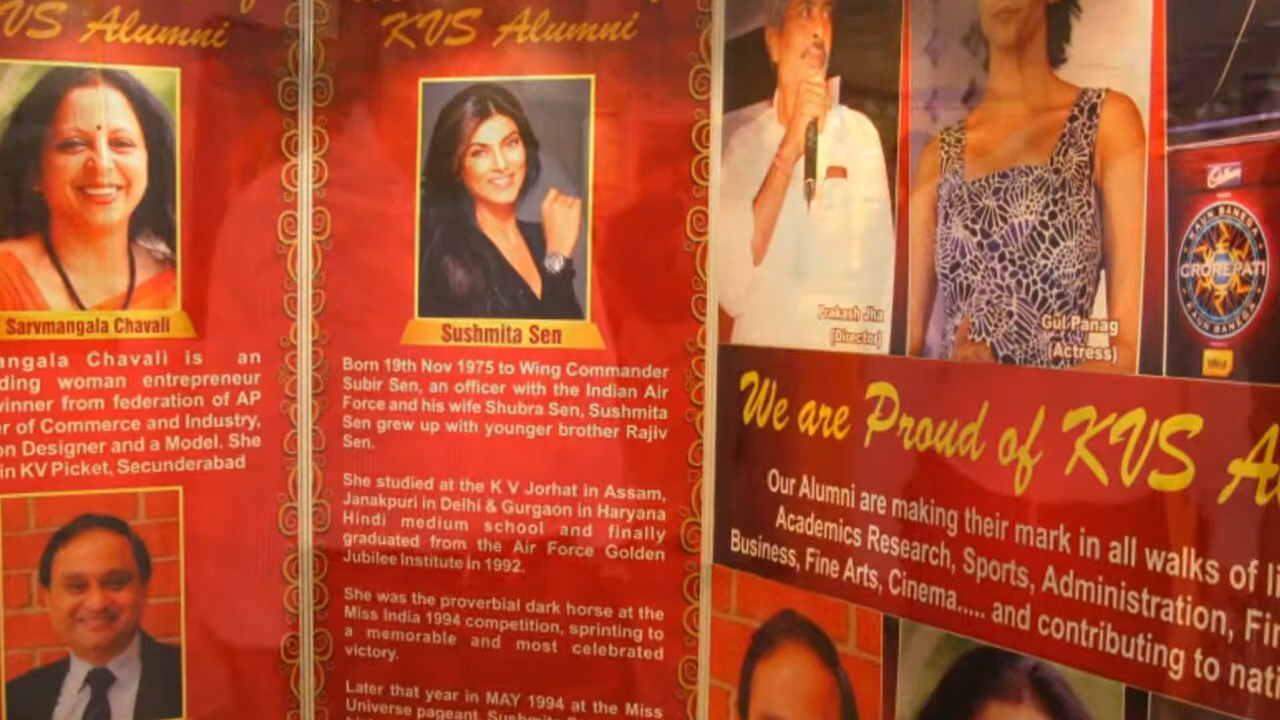 KVS Alumni
Sarvmangala Chavali
angala Chavali is an
ding woman entrepreneur
winner from federation of AP
er of Commerce and Industry,
on Designer and a Model. She
in KV Picket, Secunderabad
KVS Alumni
Sushmita Sen
Born 19th Nov 1975 to Wing Commander
Subir Sen, an officer with the Indian Air
Force and his wife Shubra Sen, Sushmita
Sen grew up with younger brother Rajiv
Sen.
She studied at the K V Jorhat in Assam,
Janakpuri in Delhi & Gurgaon in Haryana
Hindi medium school and finally
graduated from the Air Force Golden
Jubilee Institute in 1992.
She was the proverbial dark horse at the
Miss India 1994 competition, sprinting to
a memorable and most celebrated
victory.
Later that year in MAY 1994 at the Miss
Universe pageant, Sushmita
Prakash Jha
(Director)
Gul Panag
(Actress)
Cadbury
KAUN BANEGA
CROREPATI
KAUN BANEGA
We are Proud of KVS A
Our Alumni are making their mark in all walks of li
Academics Research, Sports, Administration, Fi
Business, Fine Arts, Cinema..... and contributing to nati